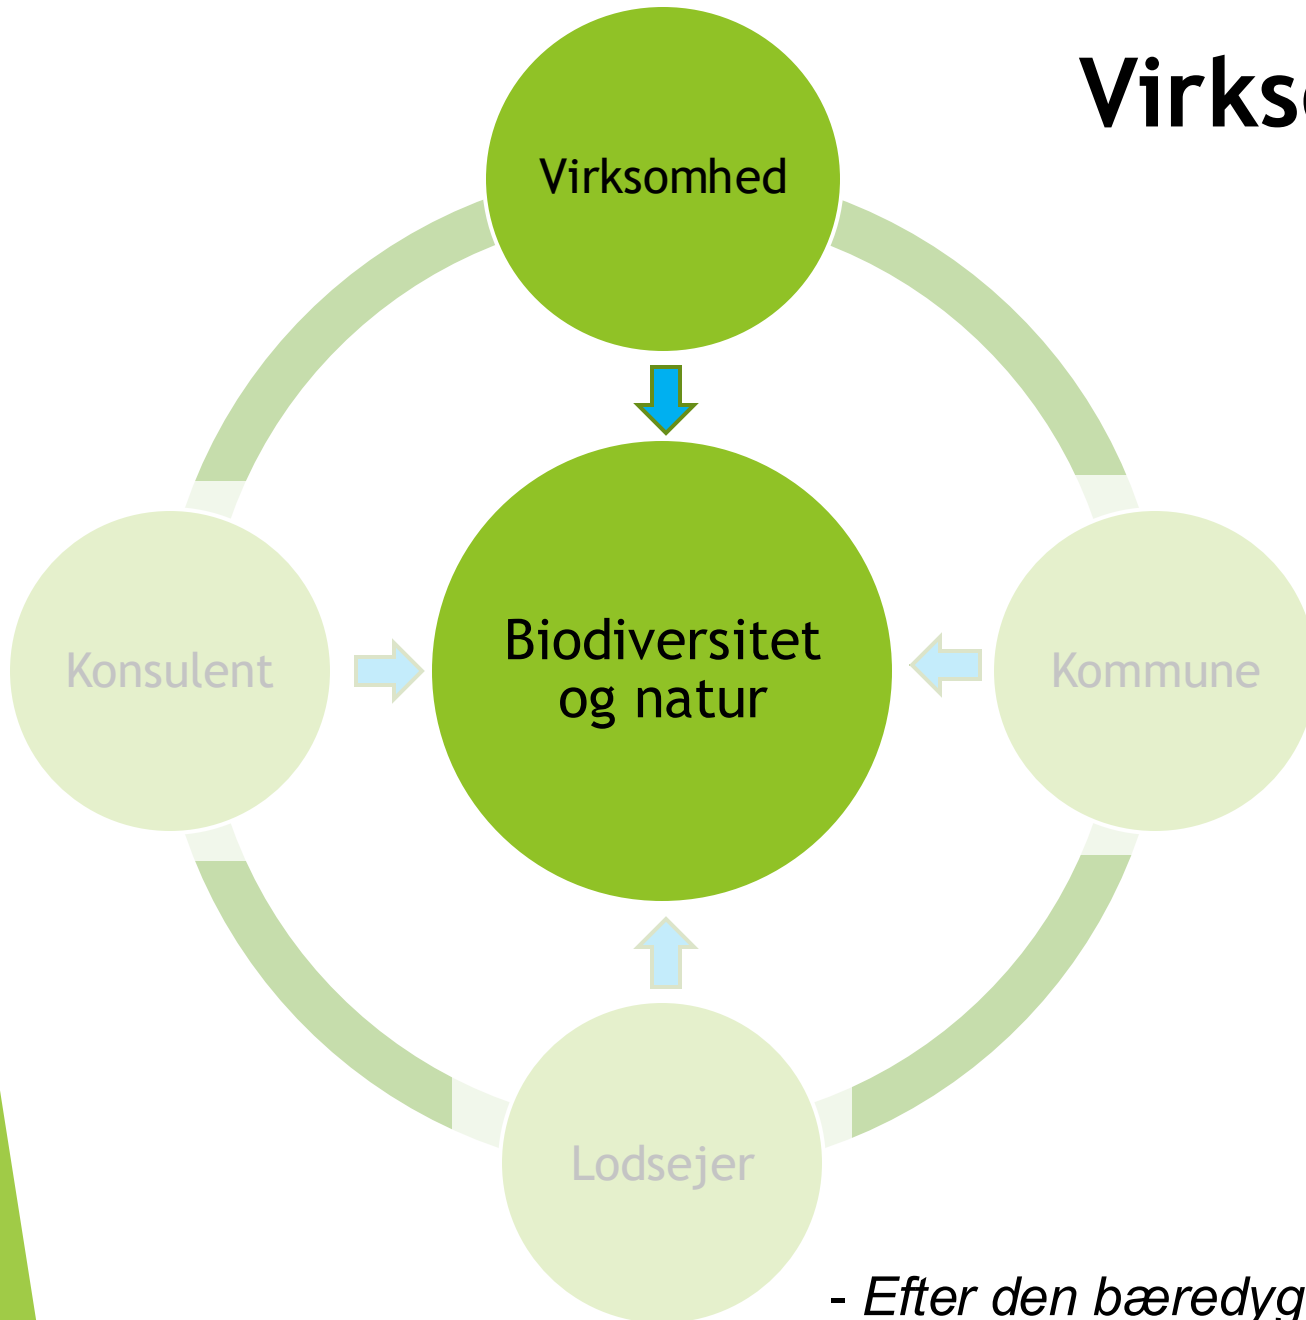 Virks
Virksomhed
Biodiversitet
og natur
Konsulent
Kommune
Lodsejer
- Efter den bæredyg